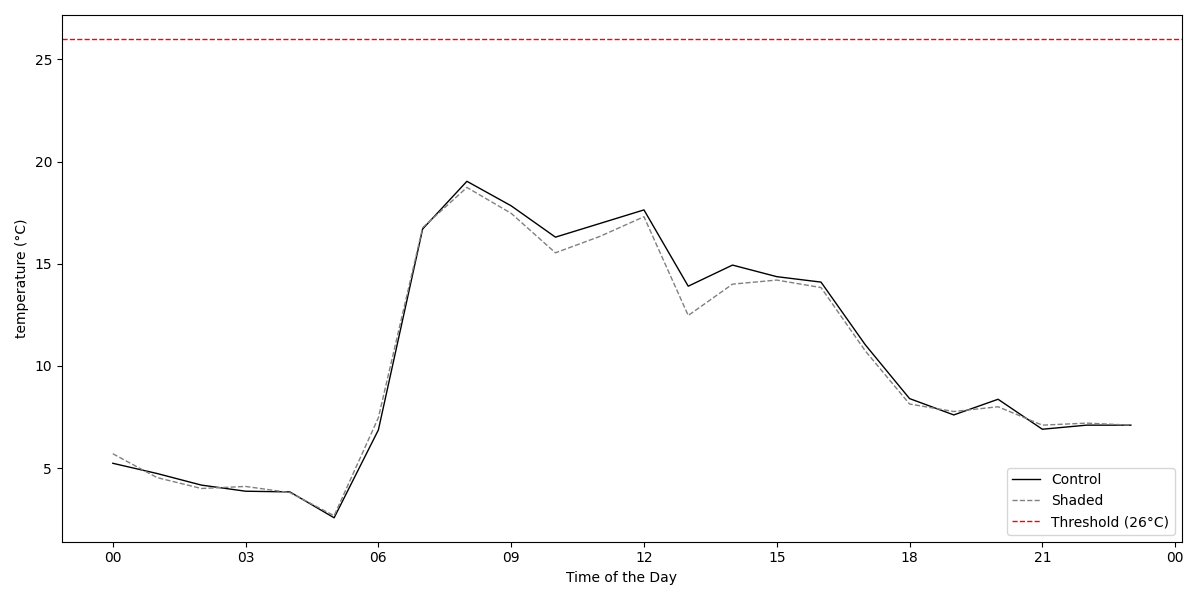 25
20
15
10
5
temperature (°C)
00 03 06 09 12 15 18 21 00
Time of the Day
Control
Shaded
Threshold (26°C)